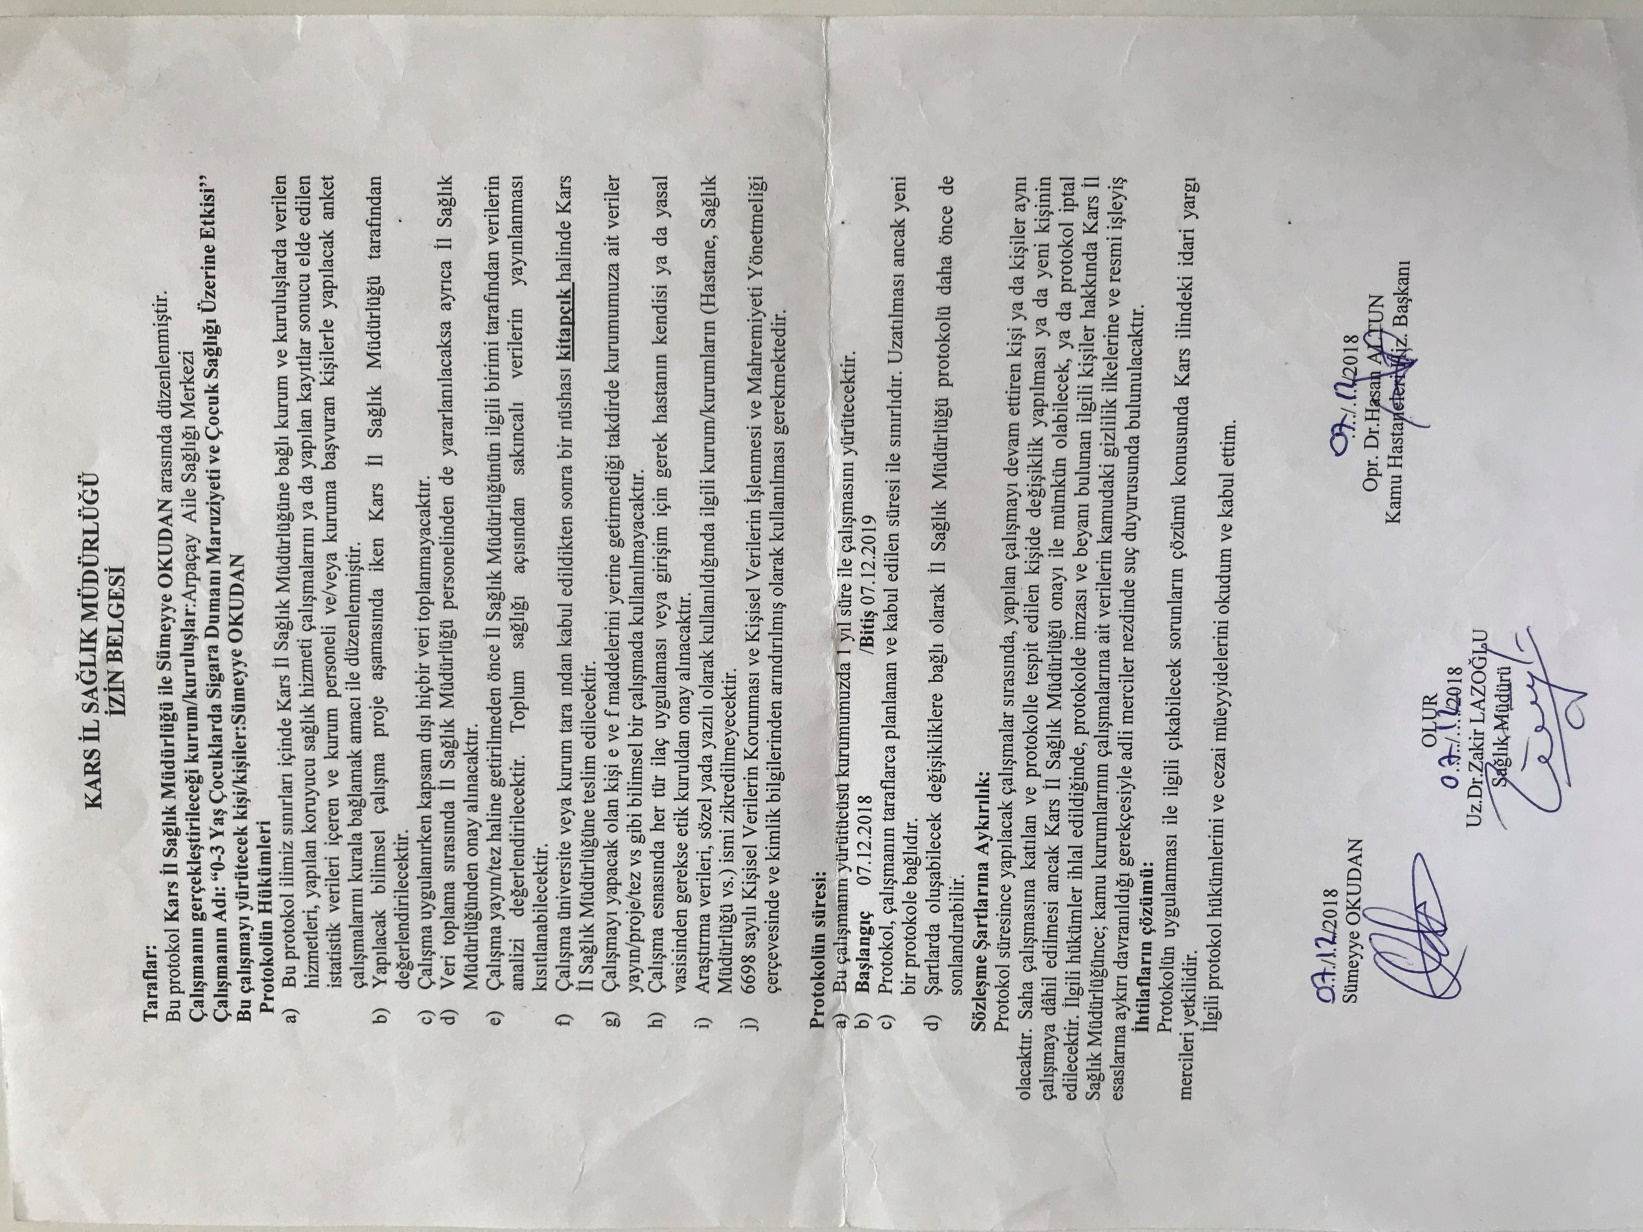 KARS İL SAĞLIK MÜDÜRLÜĞÜ
İZİN BELGESİ
Taraflar:
Bu protokol Kars İl Sağlık Müdürlüğü ile Sümeyye OKUDAN arasında düzenlenmiştir.
Çalışmanın gerçekleştirileceği kurum/kuruluşlar:Arpaçay Aile Sağlığı Merkezi
Çalışmanın Adı: “0-3 Yaş Çocuklarda Sigara Dumanı Maruziyeti ve Çocuk Sağlığı Üzerine Etkisi”
Bu çalışmayı yürütecek kişi/kişiler:Sümeyye OKUDAN
Protokolün Hükümleri
a) Bu protokol ilimiz sınırları içinde Kars İl Sağlık Müdürlüğüne bağlı kurum ve kuruluşlarda verilen
hizmetleri, yapılan koruyucu sağlık hizmeti çalışmalarını ya da yapılan kayıtlar sonucu elde edilen
istatistik verileri içeren ve kurum personeli ve/veya kuruma başvuran kişilerle yapılacak anket
çalışmalarını kurala bağlamak amacı ile düzenlenmiştir.
b) Yapılacak bilimsel çalışma proje aşamasında iken Kars İl Sağlık Müdürlüğü tarafından
değerlendirilecektir.
c) Çalışma uygulanırken kapsam dışı hiçbir veri toplanmayacaktır.
d) Veri toplama sırasında İl Sağlık Müdürlüğü personelinden de yararlanılacaksa ayrıca İl Sağlık
Müdürlüğünden onay alınacaktır.
e) Çalışma yayın/tez haline getirilmeden önce İl Sağlık Müdürlüğünün ilgili birimi tarafından verilerin
analizi değerlendirilecektir. Toplum sağlığı açısından sakıncalı verilerin yayınlanması
kısıtlanabilecektir.
f) Çalışma üniversite veya kurum tara ından kabul edildikten sonra bir nüshası kitapçık halinde Kars
İl Sağlık Müdürlüğüne teslim edilecektir.
g) Çalışmayı yapacak olan kişi e ve f maddelerini yerine getirmediği takdirde kurumumuza ait veriler
yayın/proje/tez vs gibi bilimsel bir çalışmada kullanılmayacaktır.
h) Çalışma esnasında her tür ilaç uygulaması veya girişim için gerek hastanın kendisi ya da yasal
vasisinden gerekse etik kuruldan onay alınacaktır.
i) Araştırma verileri, sözel yada yazılı olarak kullanıldığında ilgili kurum/kurumların (Hastane, Sağlık
Müdürlüğü vs.) ismi zikredilmeyecektir.
j) 6698 sayılı Kişisel Verilerin Korunması ve Kişisel Verilerin İşlenmesi ve Mahremiyeti Yönetmeliği
çerçevesinde ve kimlik bilgilerinden arındırılmış olarak kullanılması gerekmektedir.
Protokolün süresi:
a) Bu çalışmanın yürütücüsü kurumumuzda 1 yıl süre ile çalışmasını yürütecektir.
b) Başlangıç 07.12.2018 /Bitiş 07.12.2019
c) Protokol, çalışmanın taraflarca planlanan ve kabul edilen süresi ile sınırlıdır. Uzatılması ancak yeni
bir protokole bağlıdır.
d) Şartlarda oluşabilecek değişikliklere bağlı olarak İl Sağlık Müdürlüğü protokolü daha önce de
sonlandırabilir.
Sözleşme Şartlarına Aykırılık:
Protokol süresince yapılacak çalışmalar sırasında, yapılan çalışmayı devam ettiren kişi ya da kişiler aynı
olacaktır. Saha çalışmasına katılan ve protokolle tespit edilen kişide değişiklik yapılması ya da yeni kişinin
çalışmaya dâhil edilmesi ancak Kars İl Sağlık Müdürlüğü onayı ile mümkün olabilecek, ya da protokol iptal
edilecektir. İlgili hükümler ihlal edildiğinde, protokolde imzası ve beyanı bulunan ilgili kişiler hakkında Kars İl
Sağlık Müdürlüğünce; kamu kurumlarının çalışmalarına ait verilerin kamudaki gizlilik ilkelerine ve resmi işleyiş
esaslarına aykırı davranıldığı gerekçesiyle adli merciler nezdinde suç duyurusunda bulunulacaktır.
İhtilafların çözümü:
Protokolün uygulanması ile ilgili çıkabilecek sorunların çözümü konusunda Kars ilindeki idari yargı
mercileri yetkilidir.
İlgili protokol hükümlerini ve cezai müeyyidelerini okudum ve kabul ettim.
07./12/2018
Sümeyye OKUDAN
07./.12/2018
Opr. Dr.Hasan ALTUN
Kamu Hastaneleri Hiz. Başkanı
OLUR
07./12/2018
Uz.Dr.Zakir LAZOĞLU
Sağlık Müdürü